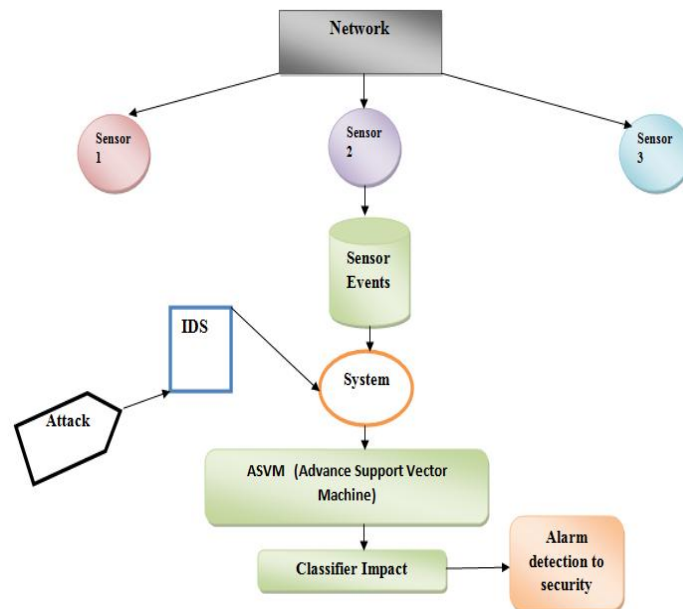 Network
Sensor
1
Sensor
2
Sensor
3
Sensor
Events
IDS
System
Attack
ASVM (Advance Support Vector
Machine)
Classifier Impact
Alarm
detection to
security